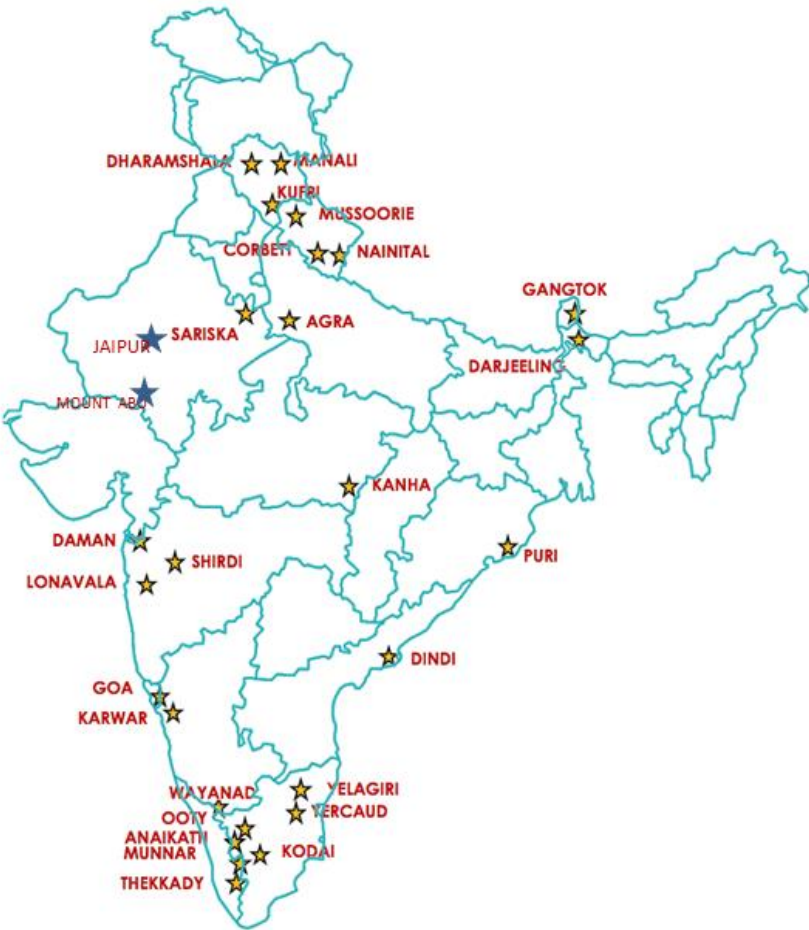 DHARAMSHALA
MANALI
KUFRI
MUSSOORIE
CORBETT
NAINITAL
GANGTOK
SARISKA
AGRA
JAIPUR
DARJEELING
MOUNT ABU
KANHA
DAMAN
SHIRDI
PURI
LONAVALA
DINDI
GOA
KARWAR
WAYANAD
YELAGIRI
OOTY
YERCAUD
ANAIKATTI
MUNNAR
KODAI
THEKKADY